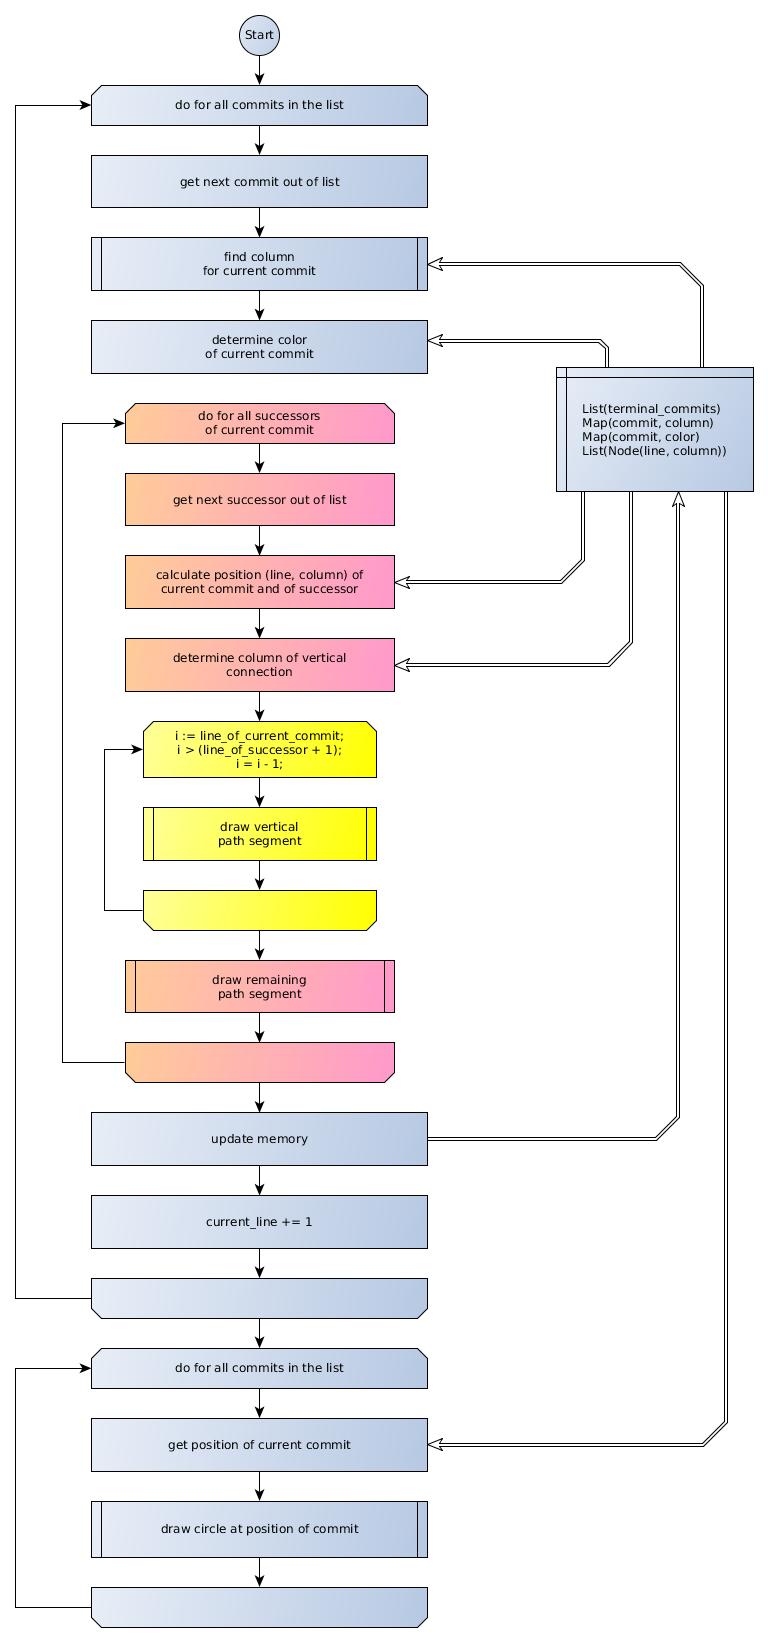 Start
do for all commits in the list
get next commit out of list
find column
for current commit
determine color
of current commit
List(terminal_commits)
Map(commit, column)
Map(commit, color)
List(Node(line, column))
do for all successors
of current commit
get next successor out of list
calculate position (line, column) of
current commit and of successor
determine column of vertical
connection
i := line_of_current_commit;
i > (line_of_successor + 1);
i = i - 1;
draw vertical
path segment
draw remaining
path segment
update memory
current_line += 1
do for all commits in the list
get position of current commit
draw circle at position of commit